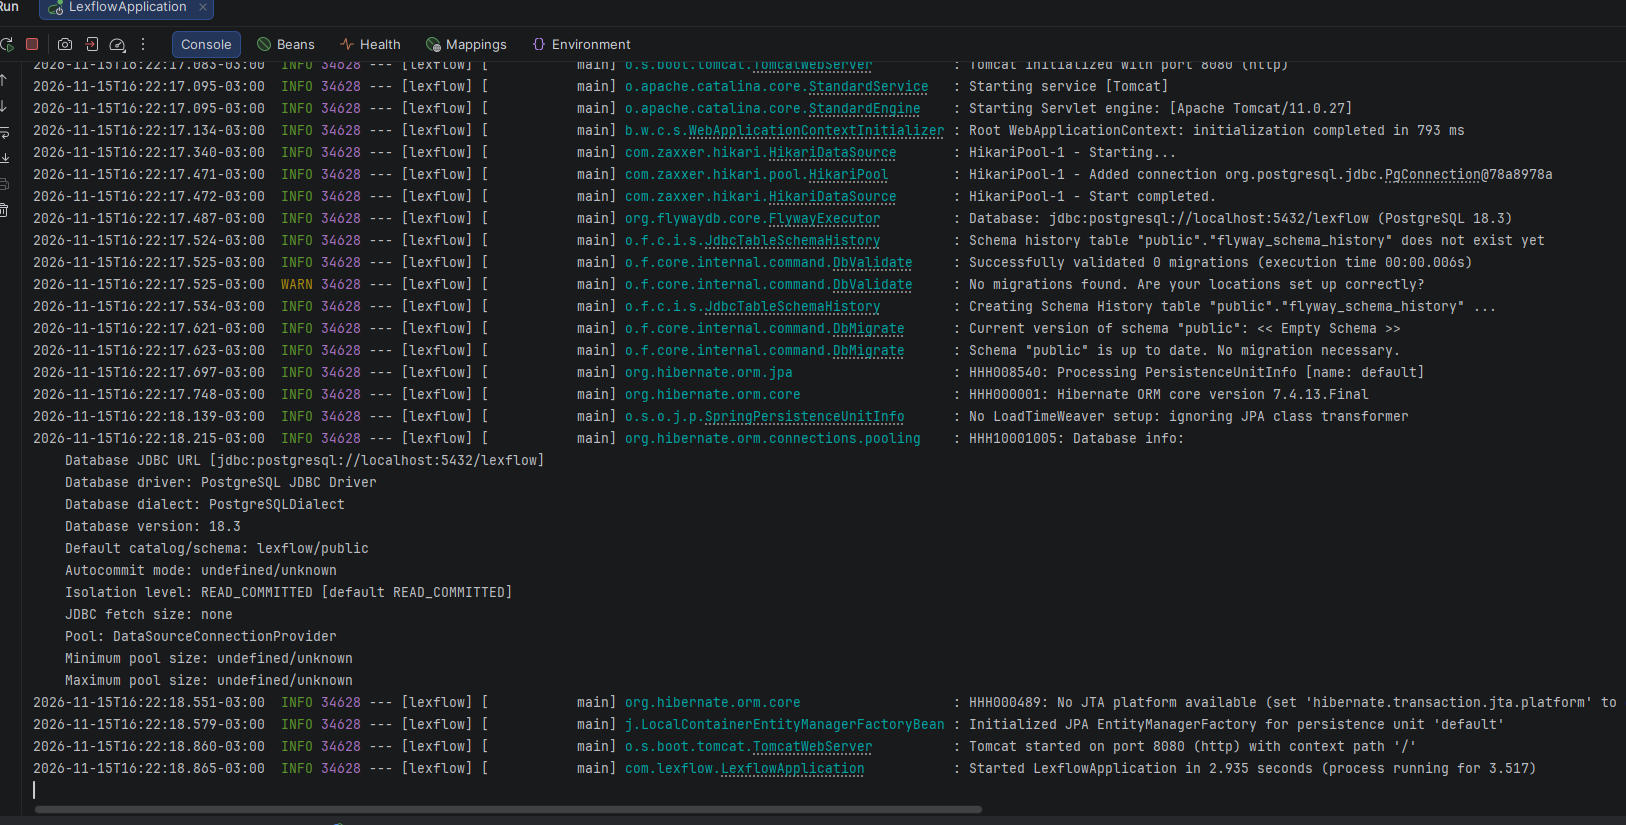 Run LexflowApplication
Console Beans Health Mappings Environment
2026-11-15T16:22:17.083-03:00  INFO 34628 --- [lexflow] [           main] o.s.boot.tomcat.TomcatWebServer          : Tomcat initialized with port 8080 (http)
2026-11-15T16:22:17.095-03:00  INFO 34628 --- [lexflow] [           main] o.apache.catalina.core.StandardService   : Starting service [Tomcat]
2026-11-15T16:22:17.095-03:00  INFO 34628 --- [lexflow] [           main] o.apache.catalina.core.StandardEngine    : Starting Servlet engine: [Apache Tomcat/11.0.27]
2026-11-15T16:22:17.134-03:00  INFO 34628 --- [lexflow] [           main] b.w.c.s.WebApplicationContextInitializer : Root WebApplicationContext: initialization completed in 793 ms
2026-11-15T16:22:17.340-03:00  INFO 34628 --- [lexflow] [           main] com.zaxxer.hikari.HikariDataSource       : HikariPool-1 - Starting...
2026-11-15T16:22:17.471-03:00  INFO 34628 --- [lexflow] [           main] com.zaxxer.hikari.pool.HikariPool        : HikariPool-1 - Added connection org.postgresql.jdbc.PgConnection@78a8978a
2026-11-15T16:22:17.472-03:00  INFO 34628 --- [lexflow] [           main] com.zaxxer.hikari.HikariDataSource       : HikariPool-1 - Start completed.
2026-11-15T16:22:17.487-03:00  INFO 34628 --- [lexflow] [           main] org.flywaydb.core.FlywayExecutor         : Database: jdbc:postgresql://localhost:5432/lexflow (PostgreSQL 18.3)
2026-11-15T16:22:17.524-03:00  INFO 34628 --- [lexflow] [           main] o.f.c.i.s.JdbcTableSchemaHistory         : Schema history table "public"."flyway_schema_history" does not exist yet
2026-11-15T16:22:17.525-03:00  INFO 34628 --- [lexflow] [           main] o.f.core.internal.command.DbValidate     : Successfully validated 0 migrations (execution time 00:00.006s)
2026-11-15T16:22:17.525-03:00  WARN 34628 --- [lexflow] [           main] o.f.core.internal.command.DbValidate     : No migrations found. Are your locations set up correctly?
2026-11-15T16:22:17.534-03:00  INFO 34628 --- [lexflow] [           main] o.f.c.i.s.JdbcTableSchemaHistory         : Creating Schema History table "public"."flyway_schema_history" ...
2026-11-15T16:22:17.621-03:00  INFO 34628 --- [lexflow] [           main] o.f.core.internal.command.DbMigrate      : Current version of schema "public": << Empty Schema >>
2026-11-15T16:22:17.623-03:00  INFO 34628 --- [lexflow] [           main] o.f.core.internal.command.DbMigrate      : Schema "public" is up to date. No migration necessary.
2026-11-15T16:22:17.697-03:00  INFO 34628 --- [lexflow] [           main] org.hibernate.orm.jpa                    : HHH008540: Processing PersistenceUnitInfo [name: default]
2026-11-15T16:22:17.748-03:00  INFO 34628 --- [lexflow] [           main] org.hibernate.orm.core                   : HHH000001: Hibernate ORM core version 7.4.13.Final
2026-11-15T16:22:18.139-03:00  INFO 34628 --- [lexflow] [           main] o.s.o.j.p.SpringPersistenceUnitInfo      : No LoadTimeWeaver setup: ignoring JPA class transformer
2026-11-15T16:22:18.215-03:00  INFO 34628 --- [lexflow] [           main] org.hibernate.orm.connections.pooling    : HHH10001005: Database info:
    Database JDBC URL [jdbc:postgresql://localhost:5432/lexflow]
    Database driver: PostgreSQL JDBC Driver
    Database dialect: PostgreSQLDialect
    Database version: 18.3
    Default catalog/schema: lexflow/public
    Autocommit mode: undefined/unknown
    Isolation level: READ_COMMITTED [default READ_COMMITTED]
    JDBC fetch size: none
    Pool: DataSourceConnectionProvider
    Minimum pool size: undefined/unknown
    Maximum pool size: undefined/unknown
2026-11-15T16:22:18.551-03:00  INFO 34628 --- [lexflow] [           main] org.hibernate.orm.core                   : HHH000489: No JTA platform available (set 'hibernate.transaction.jta.platform' to
2026-11-15T16:22:18.579-03:00  INFO 34628 --- [lexflow] [           main] j.LocalContainerEntityManagerFactoryBean : Initialized JPA EntityManagerFactory for persistence unit 'default'
2026-11-15T16:22:18.860-03:00  INFO 34628 --- [lexflow] [           main] o.s.boot.tomcat.TomcatWebServer          : Tomcat started on port 8080 (http) with context path '/'
2026-11-15T16:22:18.865-03:00  INFO 34628 --- [lexflow] [           main] com.lexflow.LexflowApplication           : Started LexflowApplication in 2.935 seconds (process running for 3.517)